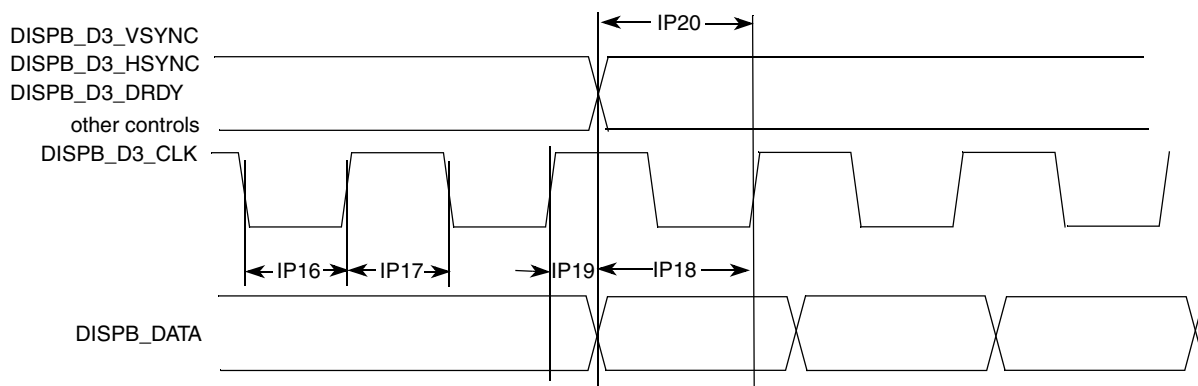 IP20
DISPB_D3_VSYNC
DISPB_D3_HSYNC
DISPB_D3_DRDY
other controls
DISPB_D3_CLK
IP16
IP17
IP19
IP18
DISPB_DATA